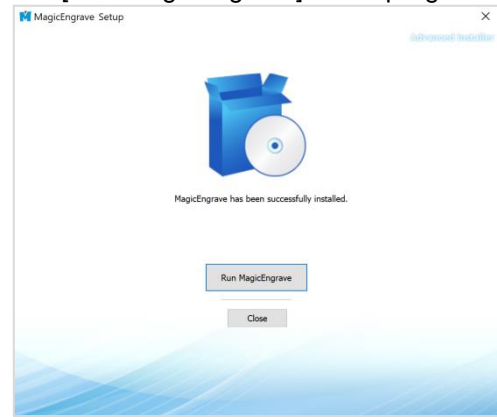 MagicEngrave Setup
Advanced Installer
MagicEngrave has been successfully installed.
Run MagicEngrave
Close